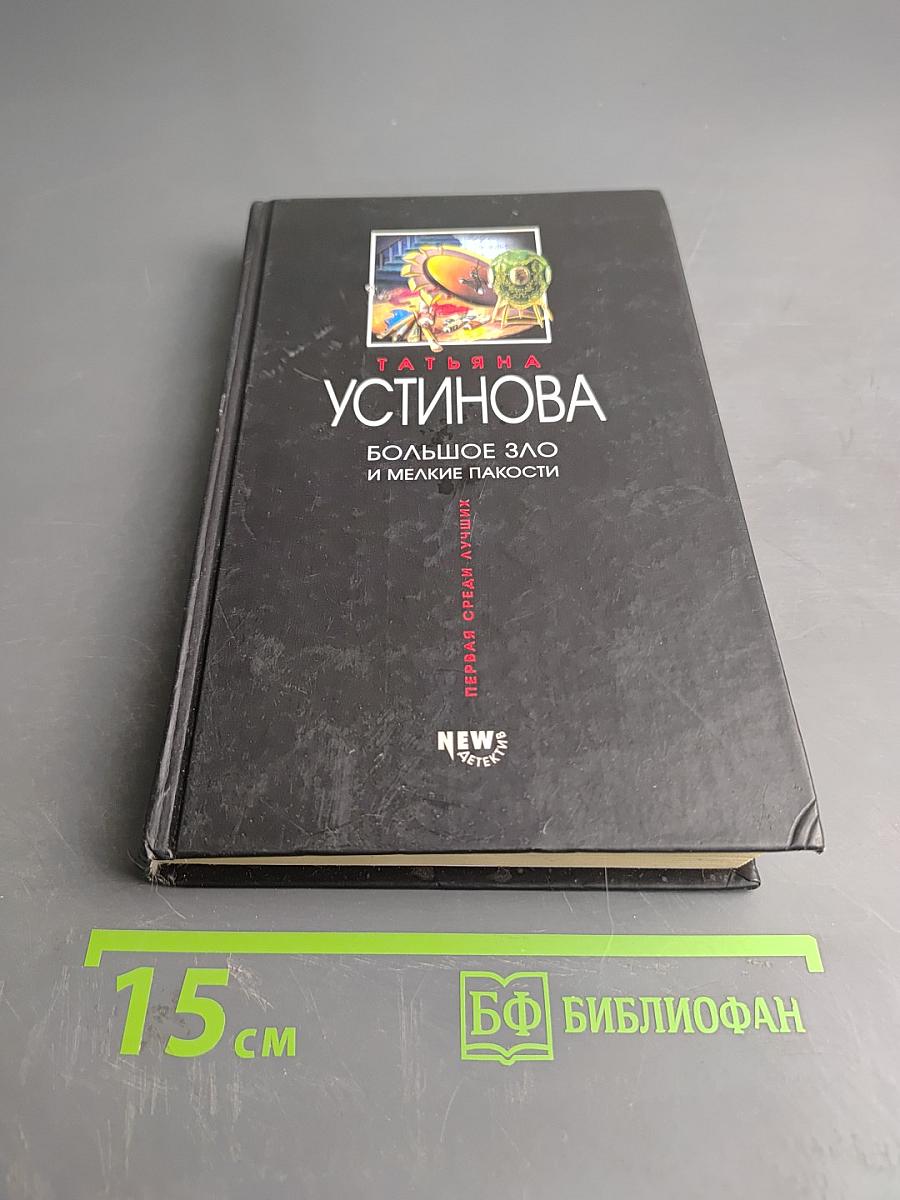 ТАТЬЯНА
УСТИНОВА
БОЛЬШОЕ ЗЛО
И МЕЛКИЕ ПАКОСТИ
ПЕРВАЯ СРЕДИ ЛУЧШИХ
NEW
ДЕТЕКТИВ
15 см
БФ БИБЛИОФАН